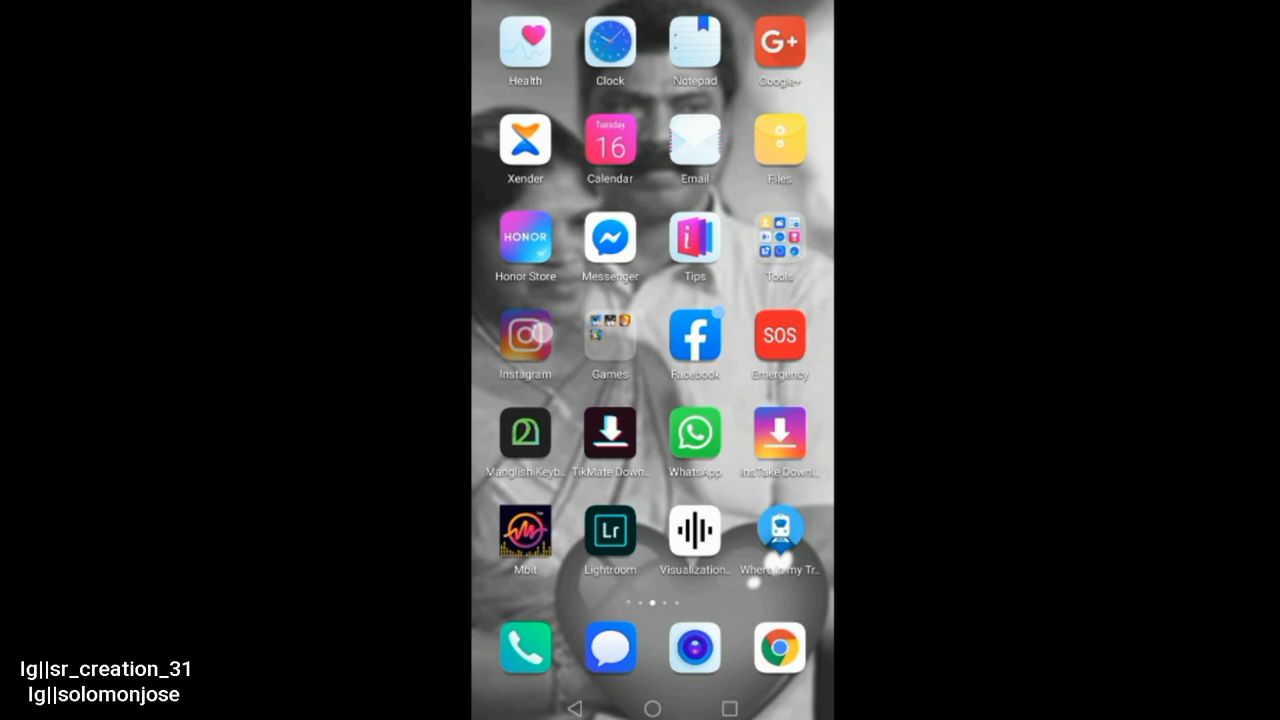 Health Clock Notepad Google+
Tuesday
16
Xender Calendar Email Files
HONOR
Honor Store Messenger Tips Tools
SOS
Instagram Games Facebook Emergency
Manglish Keyb.. TikMate Down.. WhatsApp InsTake Downl..
Lr
Mbit Lightroom Visualization.. Where is my Tr..
Ig||sr_creation_31
Ig||solomonjose